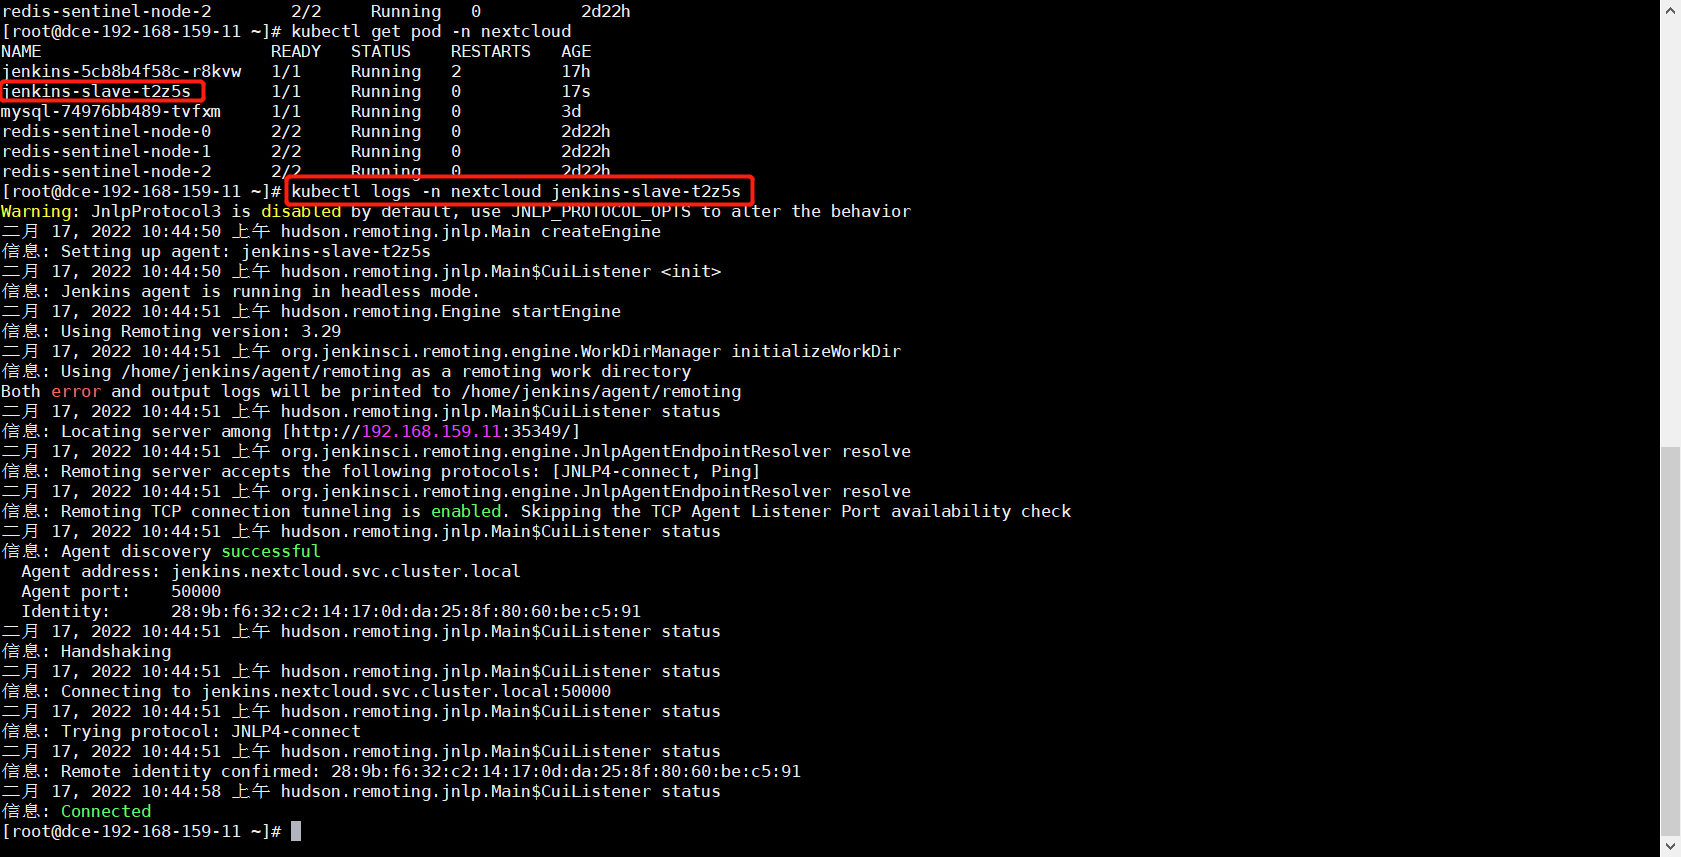 redis-sentinel-node-2        2/2     Running   0          2d22h
[root@dce-192-168-159-11 ~]# kubectl get pod -n nextcloud
NAME                       READY   STATUS    RESTARTS   AGE
jenkins-5cb8b4f58c-r8kvw   1/1     Running   2          17h
jenkins-slave-t2z5s        1/1     Running   0          17s
mysql-74976bb489-tvfxm     1/1     Running   0          3d
redis-sentinel-node-0      2/2     Running   0          2d22h
redis-sentinel-node-1      2/2     Running   0          2d22h
redis-sentinel-node-2      2/2     Running   0          2d22h
[root@dce-192-168-159-11 ~]# kubectl logs -n nextcloud jenkins-slave-t2z5s
Warning: JnlpProtocol3 is disabled by default, use JNLP_PROTOCOL_OPTS to alter the behavior
二月 17, 2022 10:44:50 上午 hudson.remoting.jnlp.Main createEngine
信息: Setting up agent: jenkins-slave-t2z5s
二月 17, 2022 10:44:50 上午 hudson.remoting.jnlp.Main$CuiListener <init>
信息: Jenkins agent is running in headless mode.
二月 17, 2022 10:44:51 上午 hudson.remoting.Engine startEngine
信息: Using Remoting version: 3.29
二月 17, 2022 10:44:51 上午 org.jenkinsci.remoting.engine.WorkDirManager initializeWorkDir
信息: Using /home/jenkins/agent/remoting as a remoting work directory
Both error and output logs will be printed to /home/jenkins/agent/remoting
二月 17, 2022 10:44:51 上午 hudson.remoting.jnlp.Main$CuiListener status
信息: Locating server among [http://192.168.159.11:35349/]
二月 17, 2022 10:44:51 上午 org.jenkinsci.remoting.engine.JnlpAgentEndpointResolver resolve
信息: Remoting server accepts the following protocols: [JNLP4-connect, Ping]
二月 17, 2022 10:44:51 上午 org.jenkinsci.remoting.engine.JnlpAgentEndpointResolver resolve
信息: Remoting TCP connection tunneling is enabled. Skipping the TCP Agent Listener Port availability check
二月 17, 2022 10:44:51 上午 hudson.remoting.jnlp.Main$CuiListener status
信息: Agent discovery successful
  Agent address: jenkins.nextcloud.svc.cluster.local
  Agent port:    50000
  Identity:      28:9b:f6:32:c2:14:17:0d:da:25:8f:80:60:be:c5:91
二月 17, 2022 10:44:51 上午 hudson.remoting.jnlp.Main$CuiListener status
信息: Handshaking
二月 17, 2022 10:44:51 上午 hudson.remoting.jnlp.Main$CuiListener status
信息: Connecting to jenkins.nextcloud.svc.cluster.local:50000
二月 17, 2022 10:44:51 上午 hudson.remoting.jnlp.Main$CuiListener status
信息: Trying protocol: JNLP4-connect
二月 17, 2022 10:44:51 上午 hudson.remoting.jnlp.Main$CuiListener status
信息: Remote identity confirmed: 28:9b:f6:32:c2:14:17:0d:da:25:8f:80:60:be:c5:91
二月 17, 2022 10:44:58 上午 hudson.remoting.jnlp.Main$CuiListener status
信息: Connected
[root@dce-192-168-159-11 ~]#